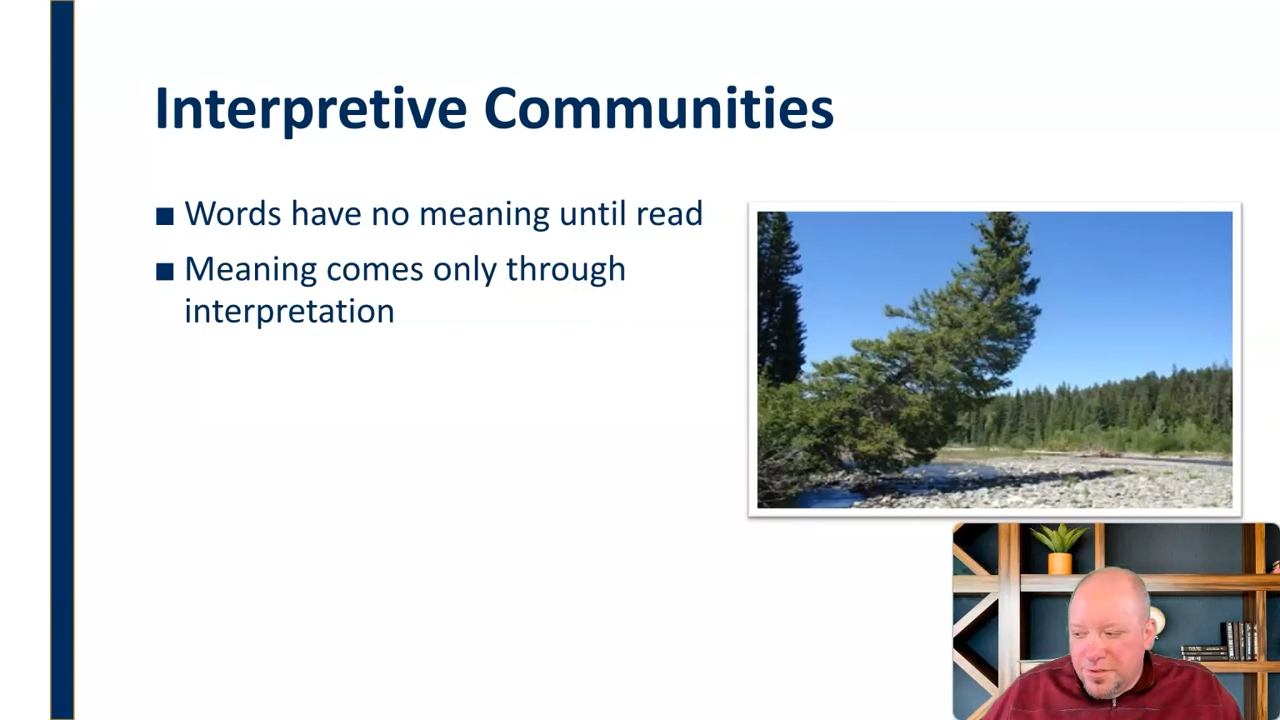 Interpretive Communities
■ Words have no meaning until read
■ Meaning comes only through
interpretation